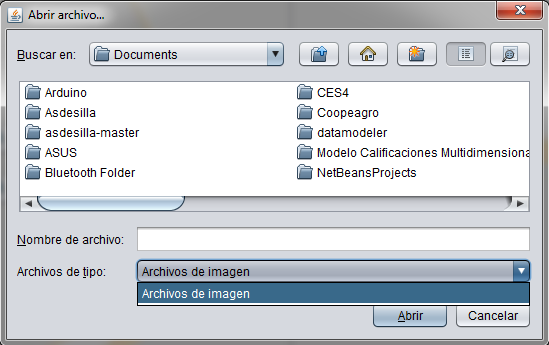 Abrir archivo...
Buscar en: Documents
Arduino
Asdesilla
asdesilla-master
ASUS
Bluetooth Folder
CES4
Coopeagro
datamodeler
Modelo Calificaciones Multidimensiona
NetBeansProjects
Nombre de archivo:
Archivos de tipo: Archivos de imagen
Archivos de imagen
Abrir Cancelar